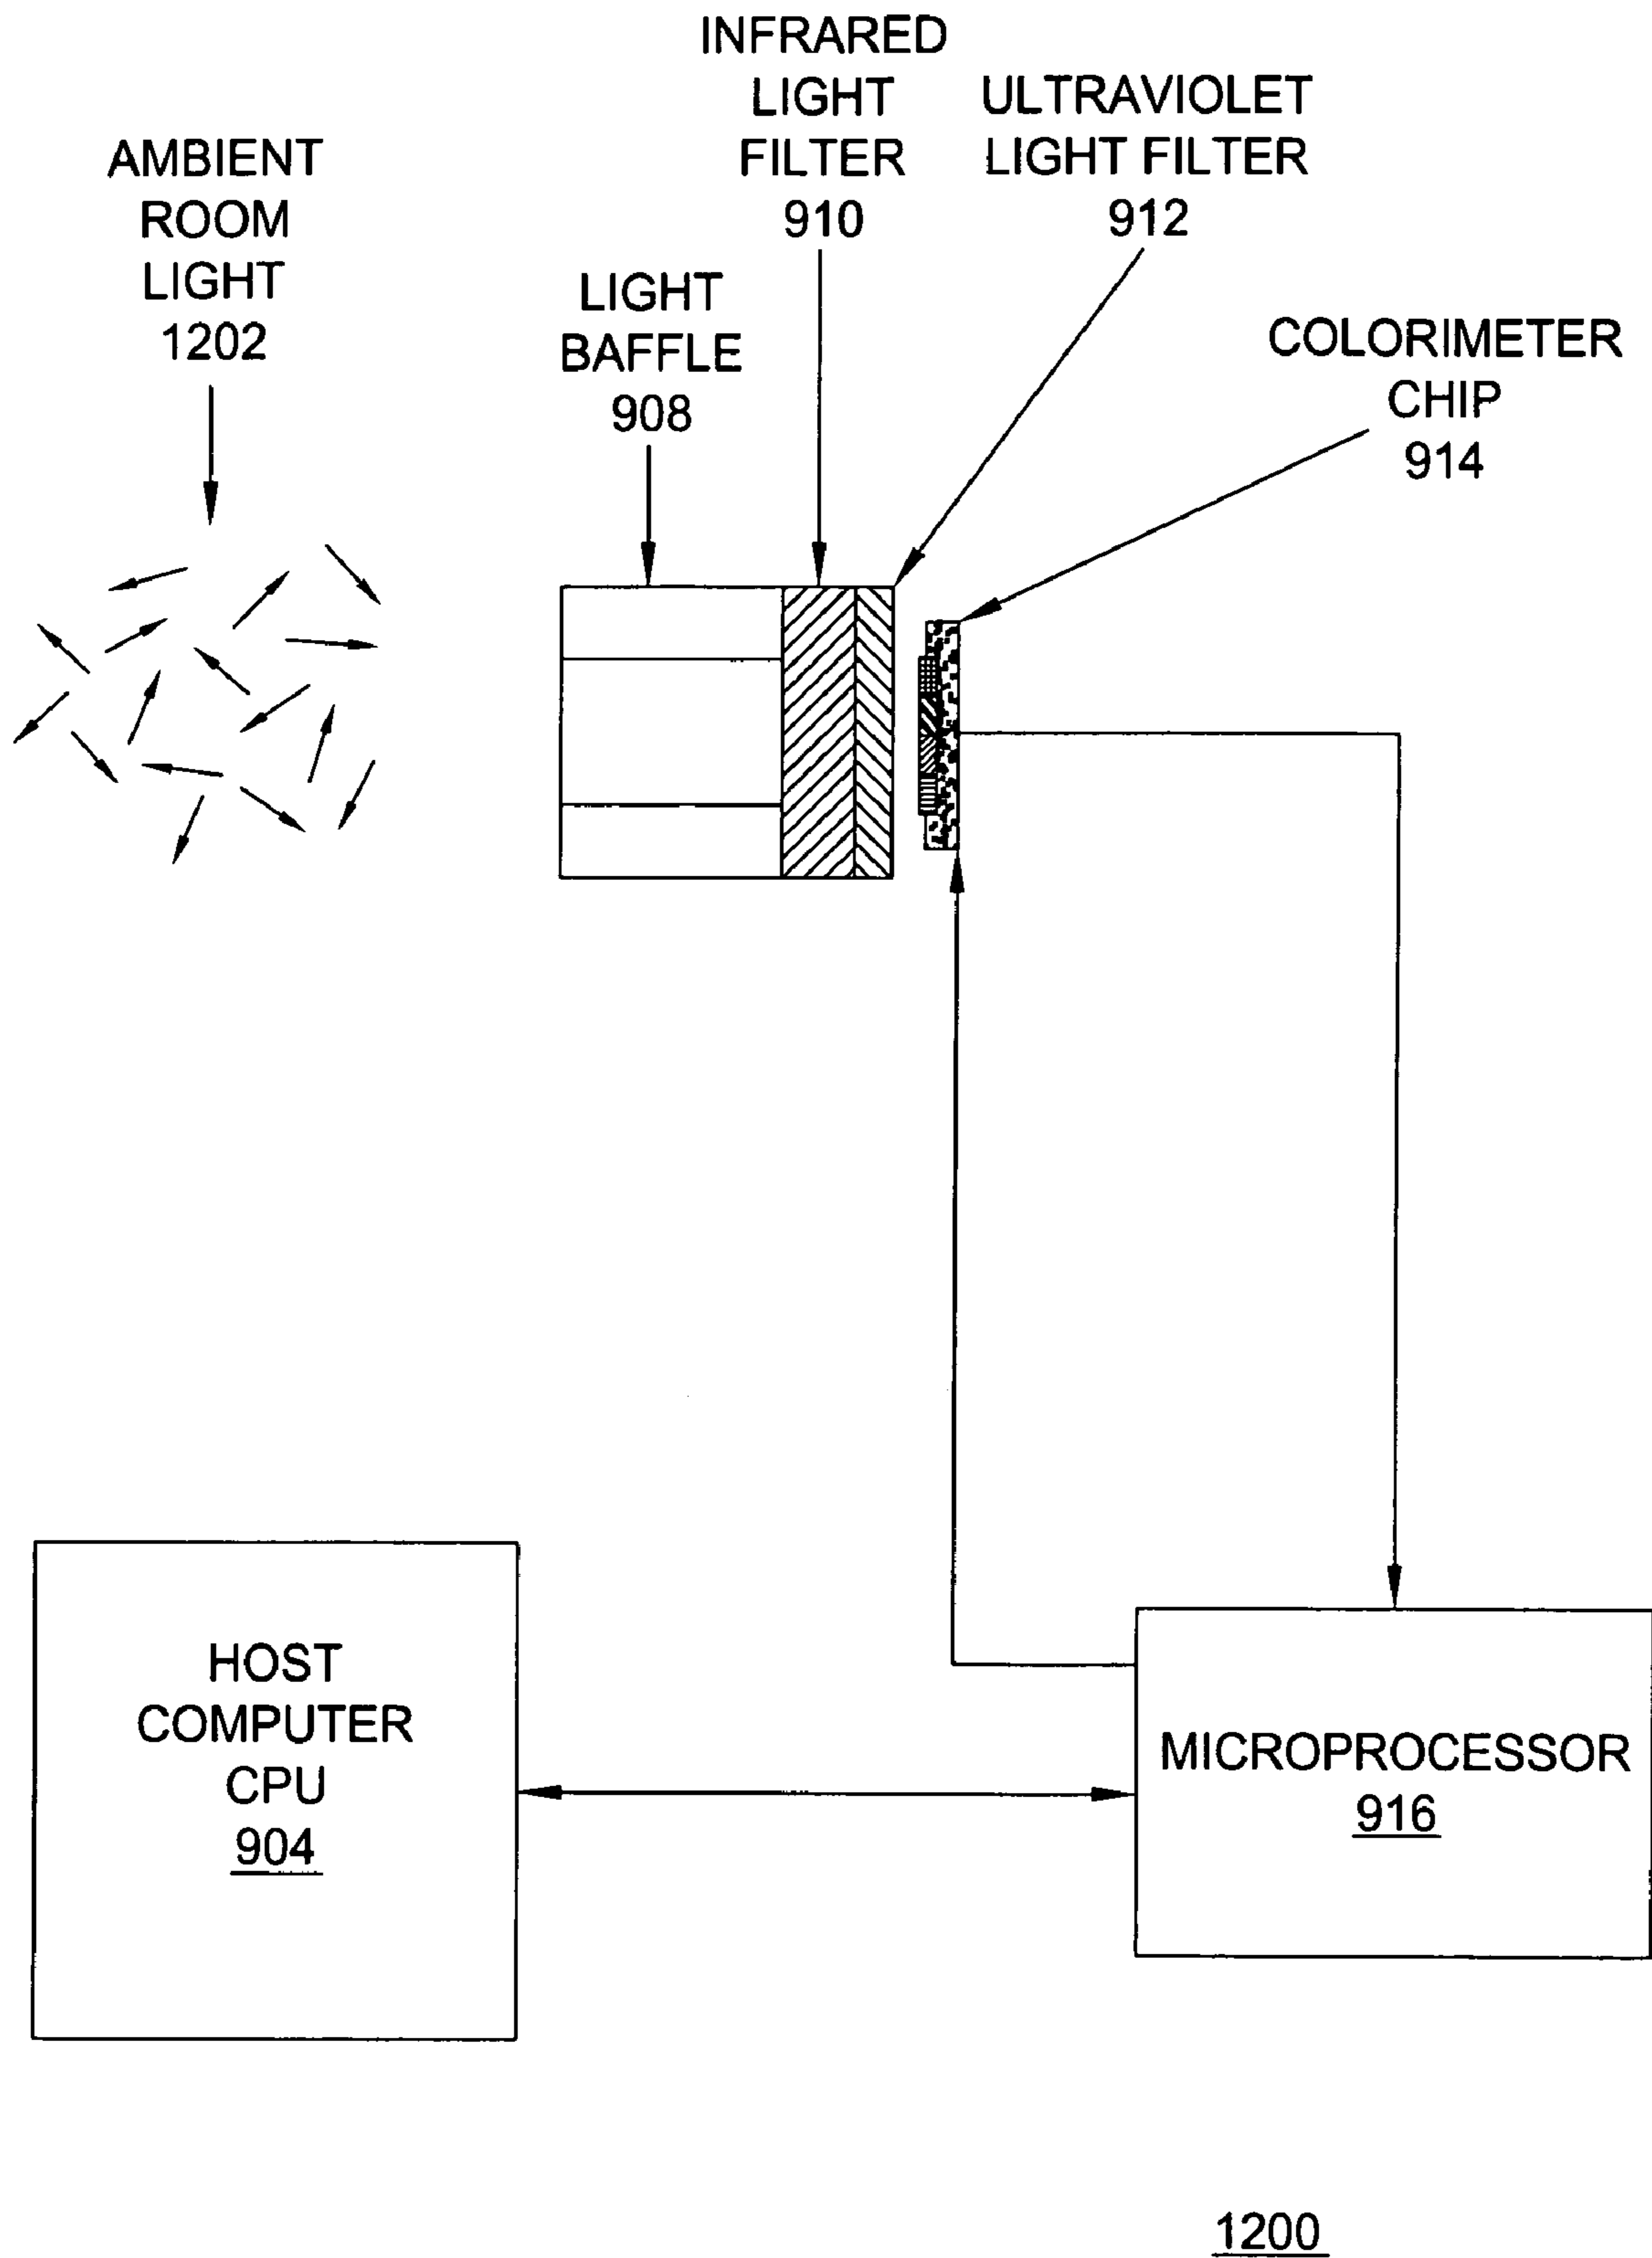 INFRARED
LIGHT
FILTER
910
ULTRAVIOLET
LIGHT FILTER
912
AMBIENT
ROOM
LIGHT
1202
LIGHT
BAFFLE
908
COLORIMETER
CHIP
914
HOST
COMPUTER
CPU
904
MICROPROCESSOR
916
1200